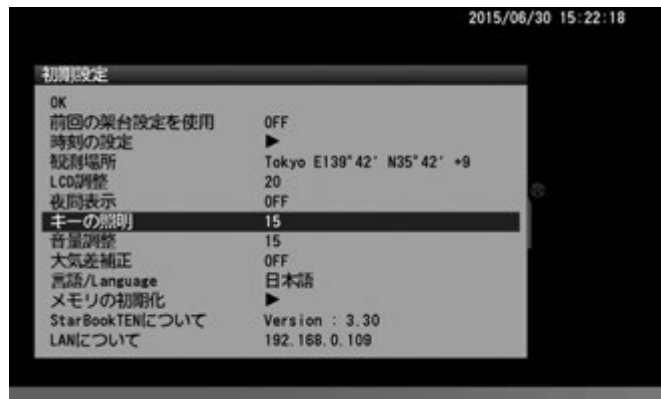 2015/06/30 15:22:18
初期設定
OK
前回の架台設定を使用 OFF
時刻の設定 ▶
観測場所 Tokyo E139°42′ N35°42′ +9
LCD調整 20
夜間表示 OFF
キーの照明 15
音量調整 15
大気差補正 OFF
言語/Language 日本語
メモリの初期化 ▶
StarBookTENについて Version : 3.30
LANについて 192.168.0.109
®